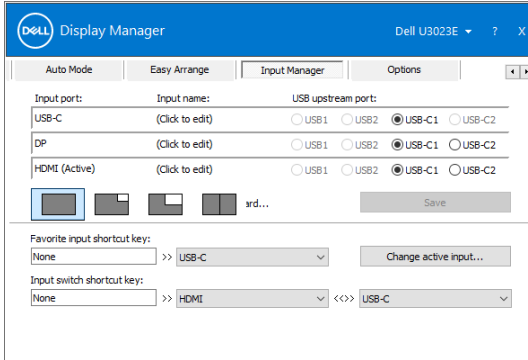 DELL Display Manager Dell U3023E ? X
Auto Mode Easy Arrange Input Manager Options
Input port: Input name: USB upstream port:
USB-C (Click to edit) USB1 USB2 USB-C1 USB-C2
DP (Click to edit) USB1 USB2 USB-C1 USB-C2
HDMI (Active) (Click to edit) USB1 USB2 USB-C1 USB-C2
ard... Save
Favorite input shortcut key:
None >> USB-C Change active input...
Input switch shortcut key:
None >> HDMI <<>> USB-C